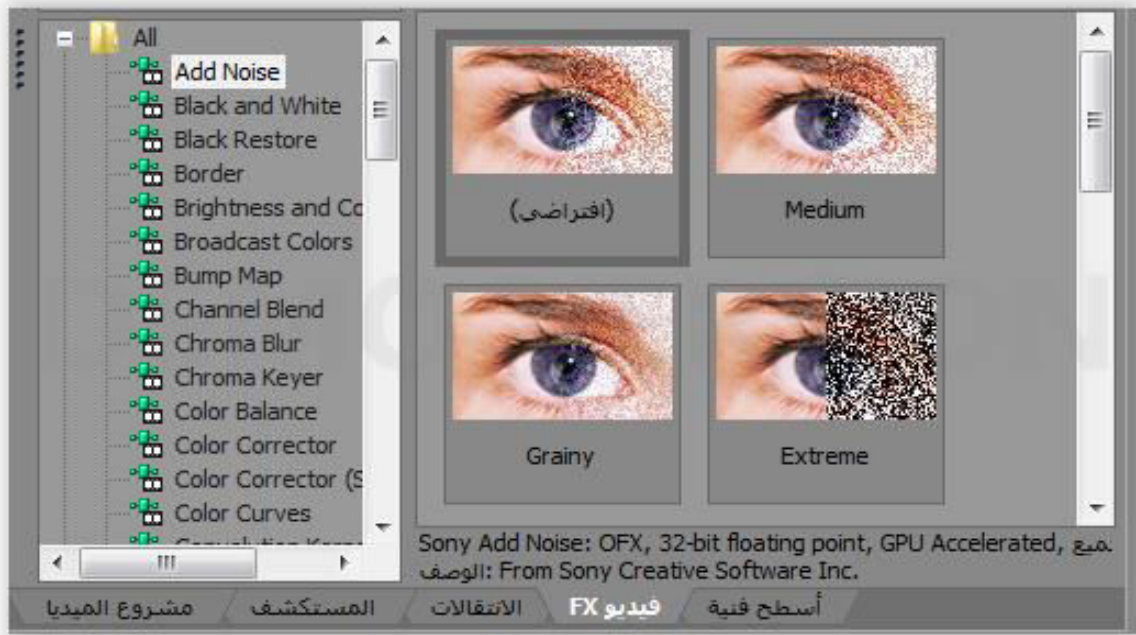 All
Add Noise
Black and White
Black Restore
Border
Brightness and Co
Broadcast Colors
Bump Map
Channel Blend
Chroma Blur
Chroma Keyer
Color Balance
Color Corrector
Color Corrector (S
Color Curves
(افتراضي)
Medium
Grainy
Extreme
Sony Add Noise: OFX, 32-bit floating point, GPU Accelerated,
الوصف: From Sony Creative Software Inc.
مشروع الميديا المستكشف الانتقالات فيديو FX أسطح فنية